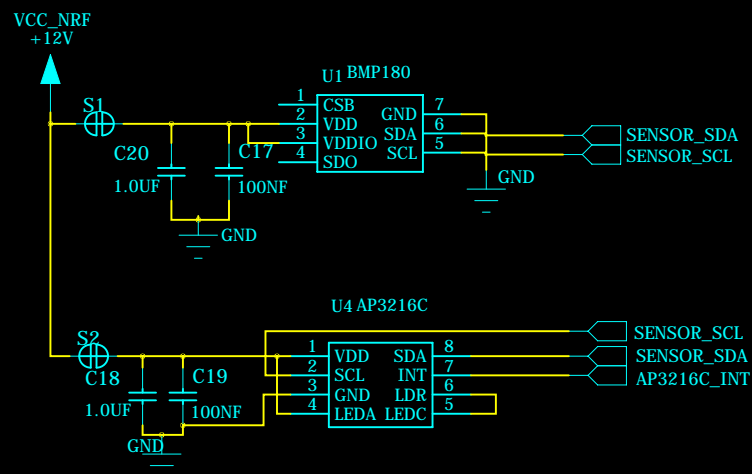 VCC_NRF
+12V
S1
C20
1.0UF
C17
100NF
GND
U1 BMP180
1 CSB
2 VDD
3 VDDIO
4 SDO
GND 7
SDA 6
SCL 5
SENSOR_SDA
SENSOR_SCL
GND
S2
C18
1.0UF
C19
100NF
GND
U4 AP3216C
1 VDD
2 SCL
3 GND
4 LEDA
SDA 8
INT 7
LDR 6
LEDC 5
SENSOR_SCL
SENSOR_SDA
AP3216C_INT